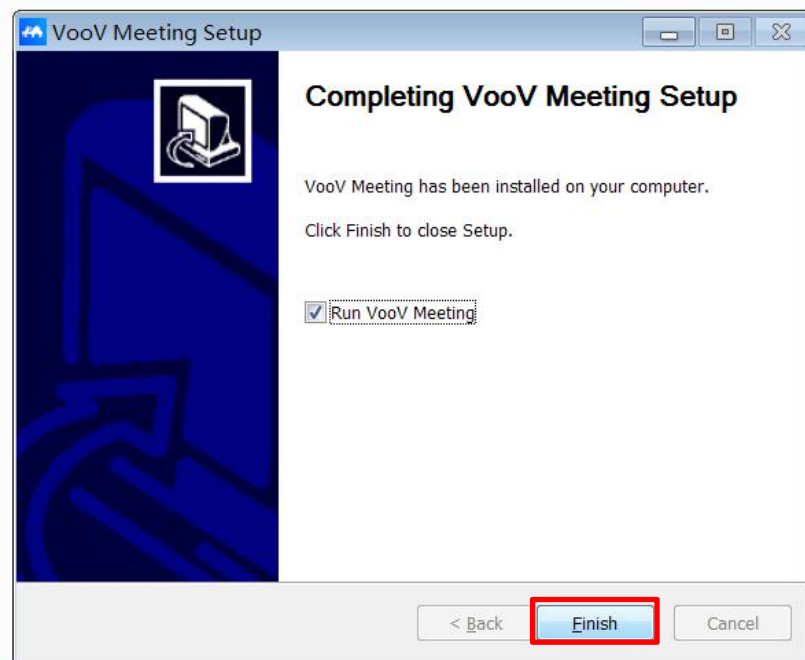 VooV Meeting Setup
Completing VooV Meeting Setup
VooV Meeting has been installed on your computer.
Click Finish to close Setup.
Run VooV Meeting
< Back
Finish
Cancel